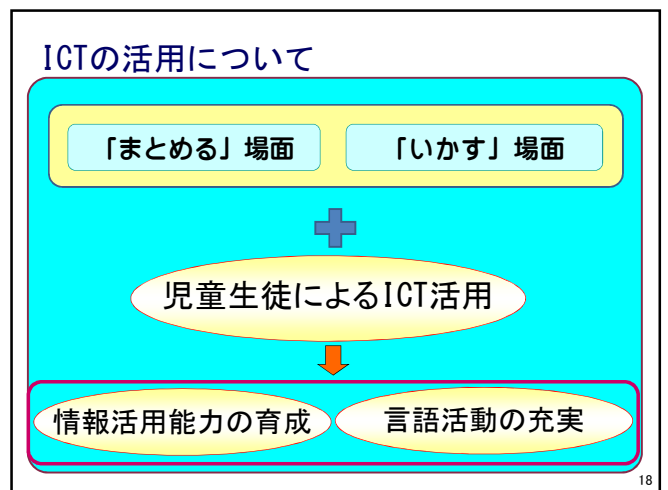 ICTの活用について
「まとめる」場面
「いかす」場面
児童生徒によるICT活用
情報活用能力の育成
言語活動の充実
18